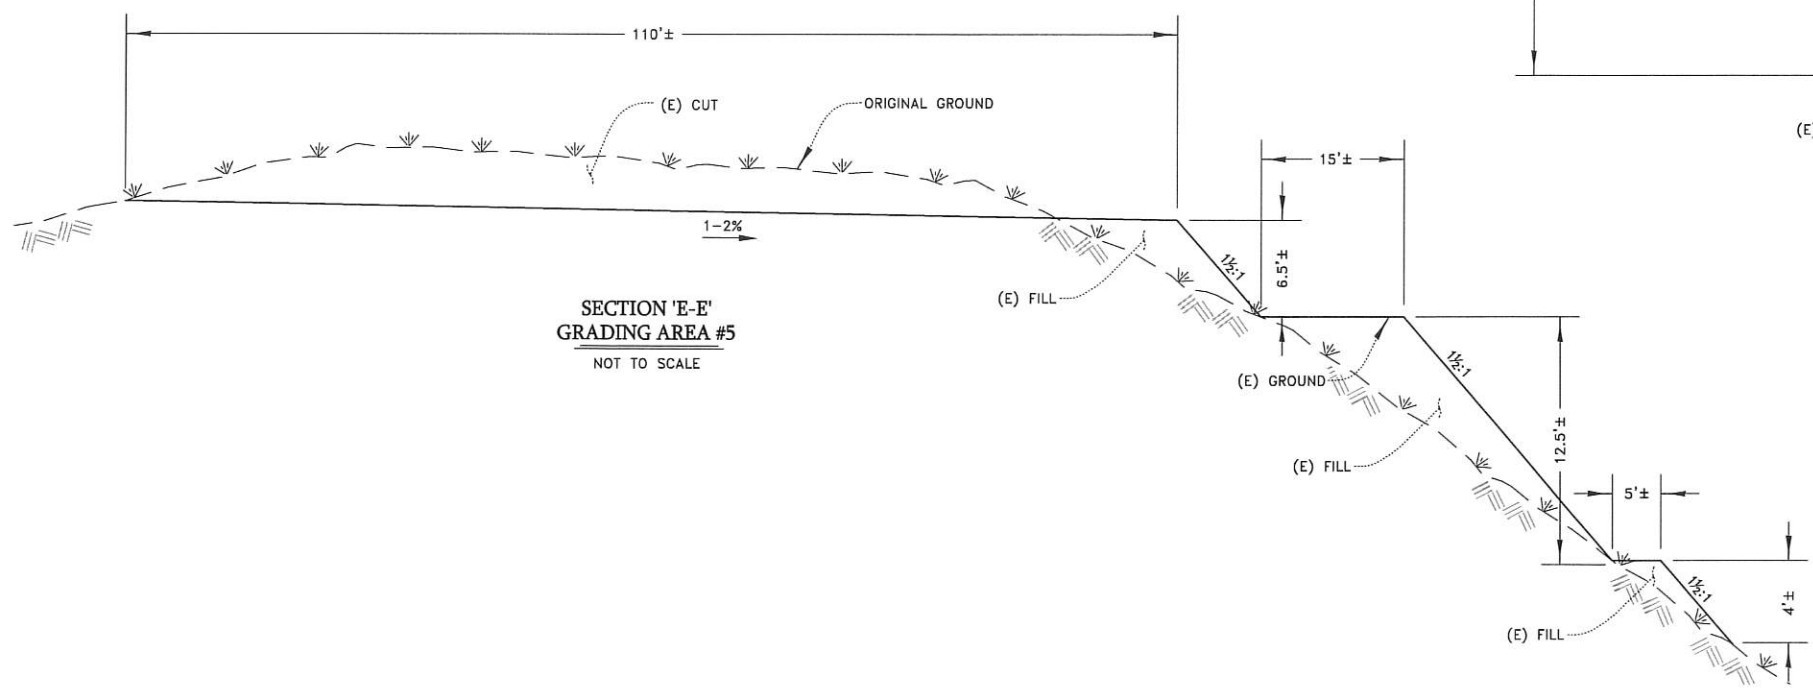 110'±
(E) CUT
ORIGINAL GROUND
(E)
15'±
1-2%
1½:1
6.5'±
(E) FILL
SECTION 'E-E'
GRADING AREA #5
NOT TO SCALE
(E) GROUND
1½:1
12.5'±
(E) FILL
5'±
1½:1
4'±
(E) FILL